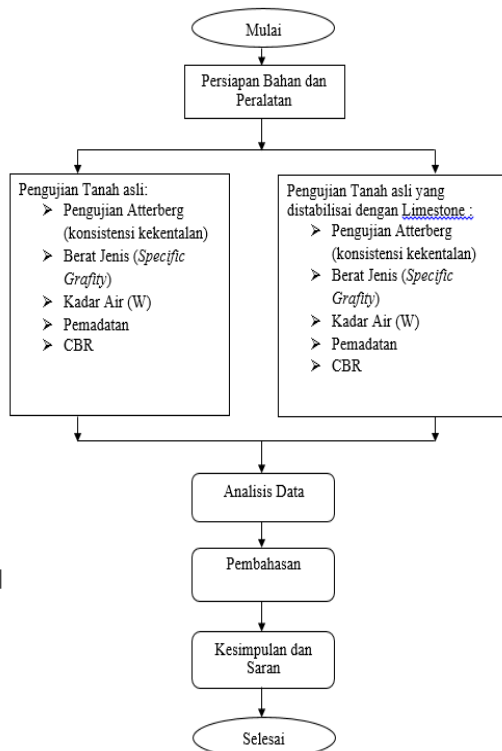 Mulai
Persiapan Bahan dan
Peralatan
Pengujian Tanah asli:
➢ Pengujian Atterberg
(konsistensi kekentalan)
➢ Berat Jenis (Specific
Grafity)
➢ Kadar Air (W)
➢ Pemadatan
➢ CBR
Pengujian Tanah asli yang
distabilisai dengan Limestone :
➢ Pengujian Atterberg
(konsistensi kekentalan)
➢ Berat Jenis (Specific
Grafity)
➢ Kadar Air (W)
➢ Pemadatan
➢ CBR
Analisis Data
Pembahasan
Kesimpulan dan
Saran
Selesai